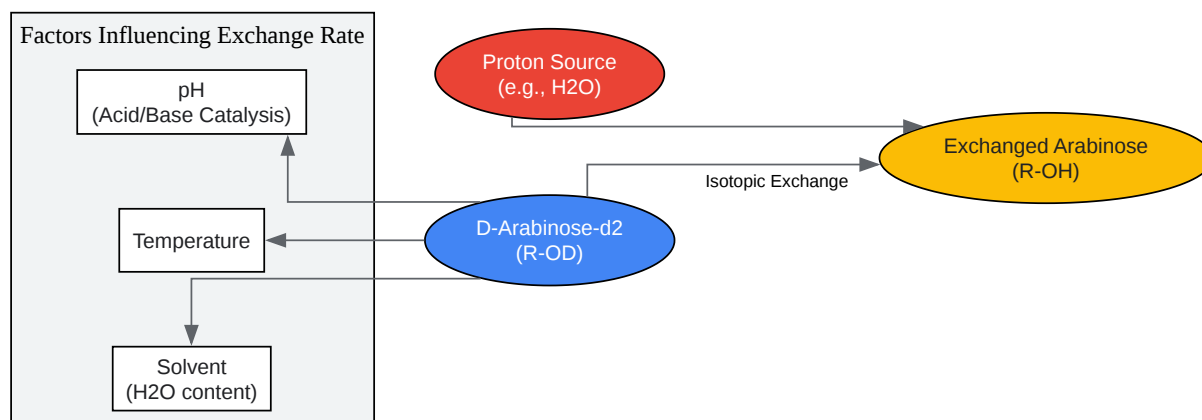 Factors Influencing Exchange Rate
pH
(Acid/Base Catalysis)
Temperature
Solvent
(H2O content)
Proton Source
(e.g., H2O)
D-Arabinose-d2
(R-OD)
Isotopic Exchange
Exchanged Arabinose
(R-OH)